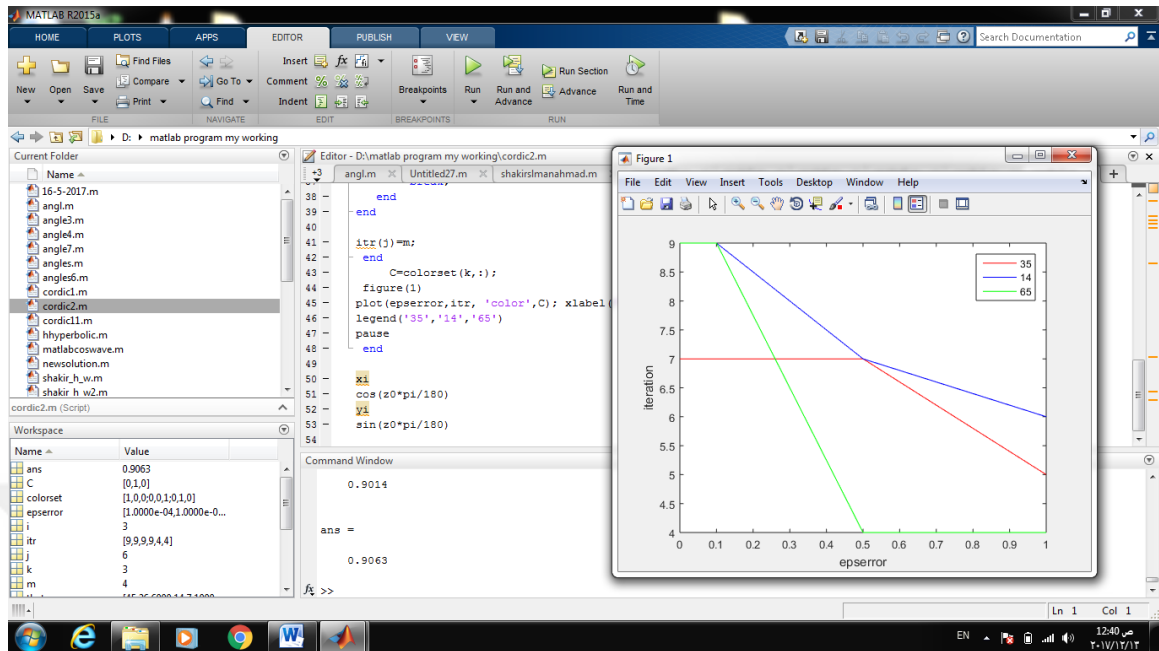 MATLAB R2015a
HOME PLOTS APPS EDITOR PUBLISH VIEW Search Documentation
Find Files Insert fx
New Open Save Compare Go To Comment Breakpoints Run Run and Advance Run Section Advance Run and Time
Print Find Indent
FILE NAVIGATE EDIT BREAKPOINTS RUN
D: matlab program my working
Current Folder
Name
16-5-2017.m
angl.m
angle3.m
angle4.m
angle7.m
angles.m
angles6.m
cordic1.m
cordic2.m
cordic11.m
hhyperbolic.m
matlabcoswave.m
newsolution.m
shakir_h_w.m
shakir h w2.m
cordic2.m (Script)
Workspace
Name Value
ans 0.9063
C [0,1,0]
colorset [1,0,0;0,0,1;0,1,0]
epserror [1.0000e-04,1.0000e-0...
i 3
itr [9,9,9,9,4,4]
j 6
k 3
m 4
Editor - D:\matlab program my working\cordic2.m
+3 angl.m Untitled27.m shakirslmanahmad.m +
38 - end
39 - end
40
41 - itr(j)=m;
42 - end
43 - C=colorset(k,:);
44 - figure(1)
45 - plot(epserror,itr, 'color',C); xlabel(
46 - legend('35','14','65')
47 - pause
48 - end
49
50 - xi
51 - cos(z0*pi/180)
52 - yi
53 - sin(z0*pi/180)
54
Command Window
0.9014
ans =
0.9063
fx >>
Figure 1
File Edit View Insert Tools Desktop Window Help
9
8.5
8
7.5
7
6.5
6
5.5
5
4.5
4
iteration
35
14
65
0 0.1 0.2 0.3 0.4 0.5 0.6 0.7 0.8 0.9 1
epserror
Ln 1 Col 1
EN 12:40 ص
٢٠١٧/١٢/١٣